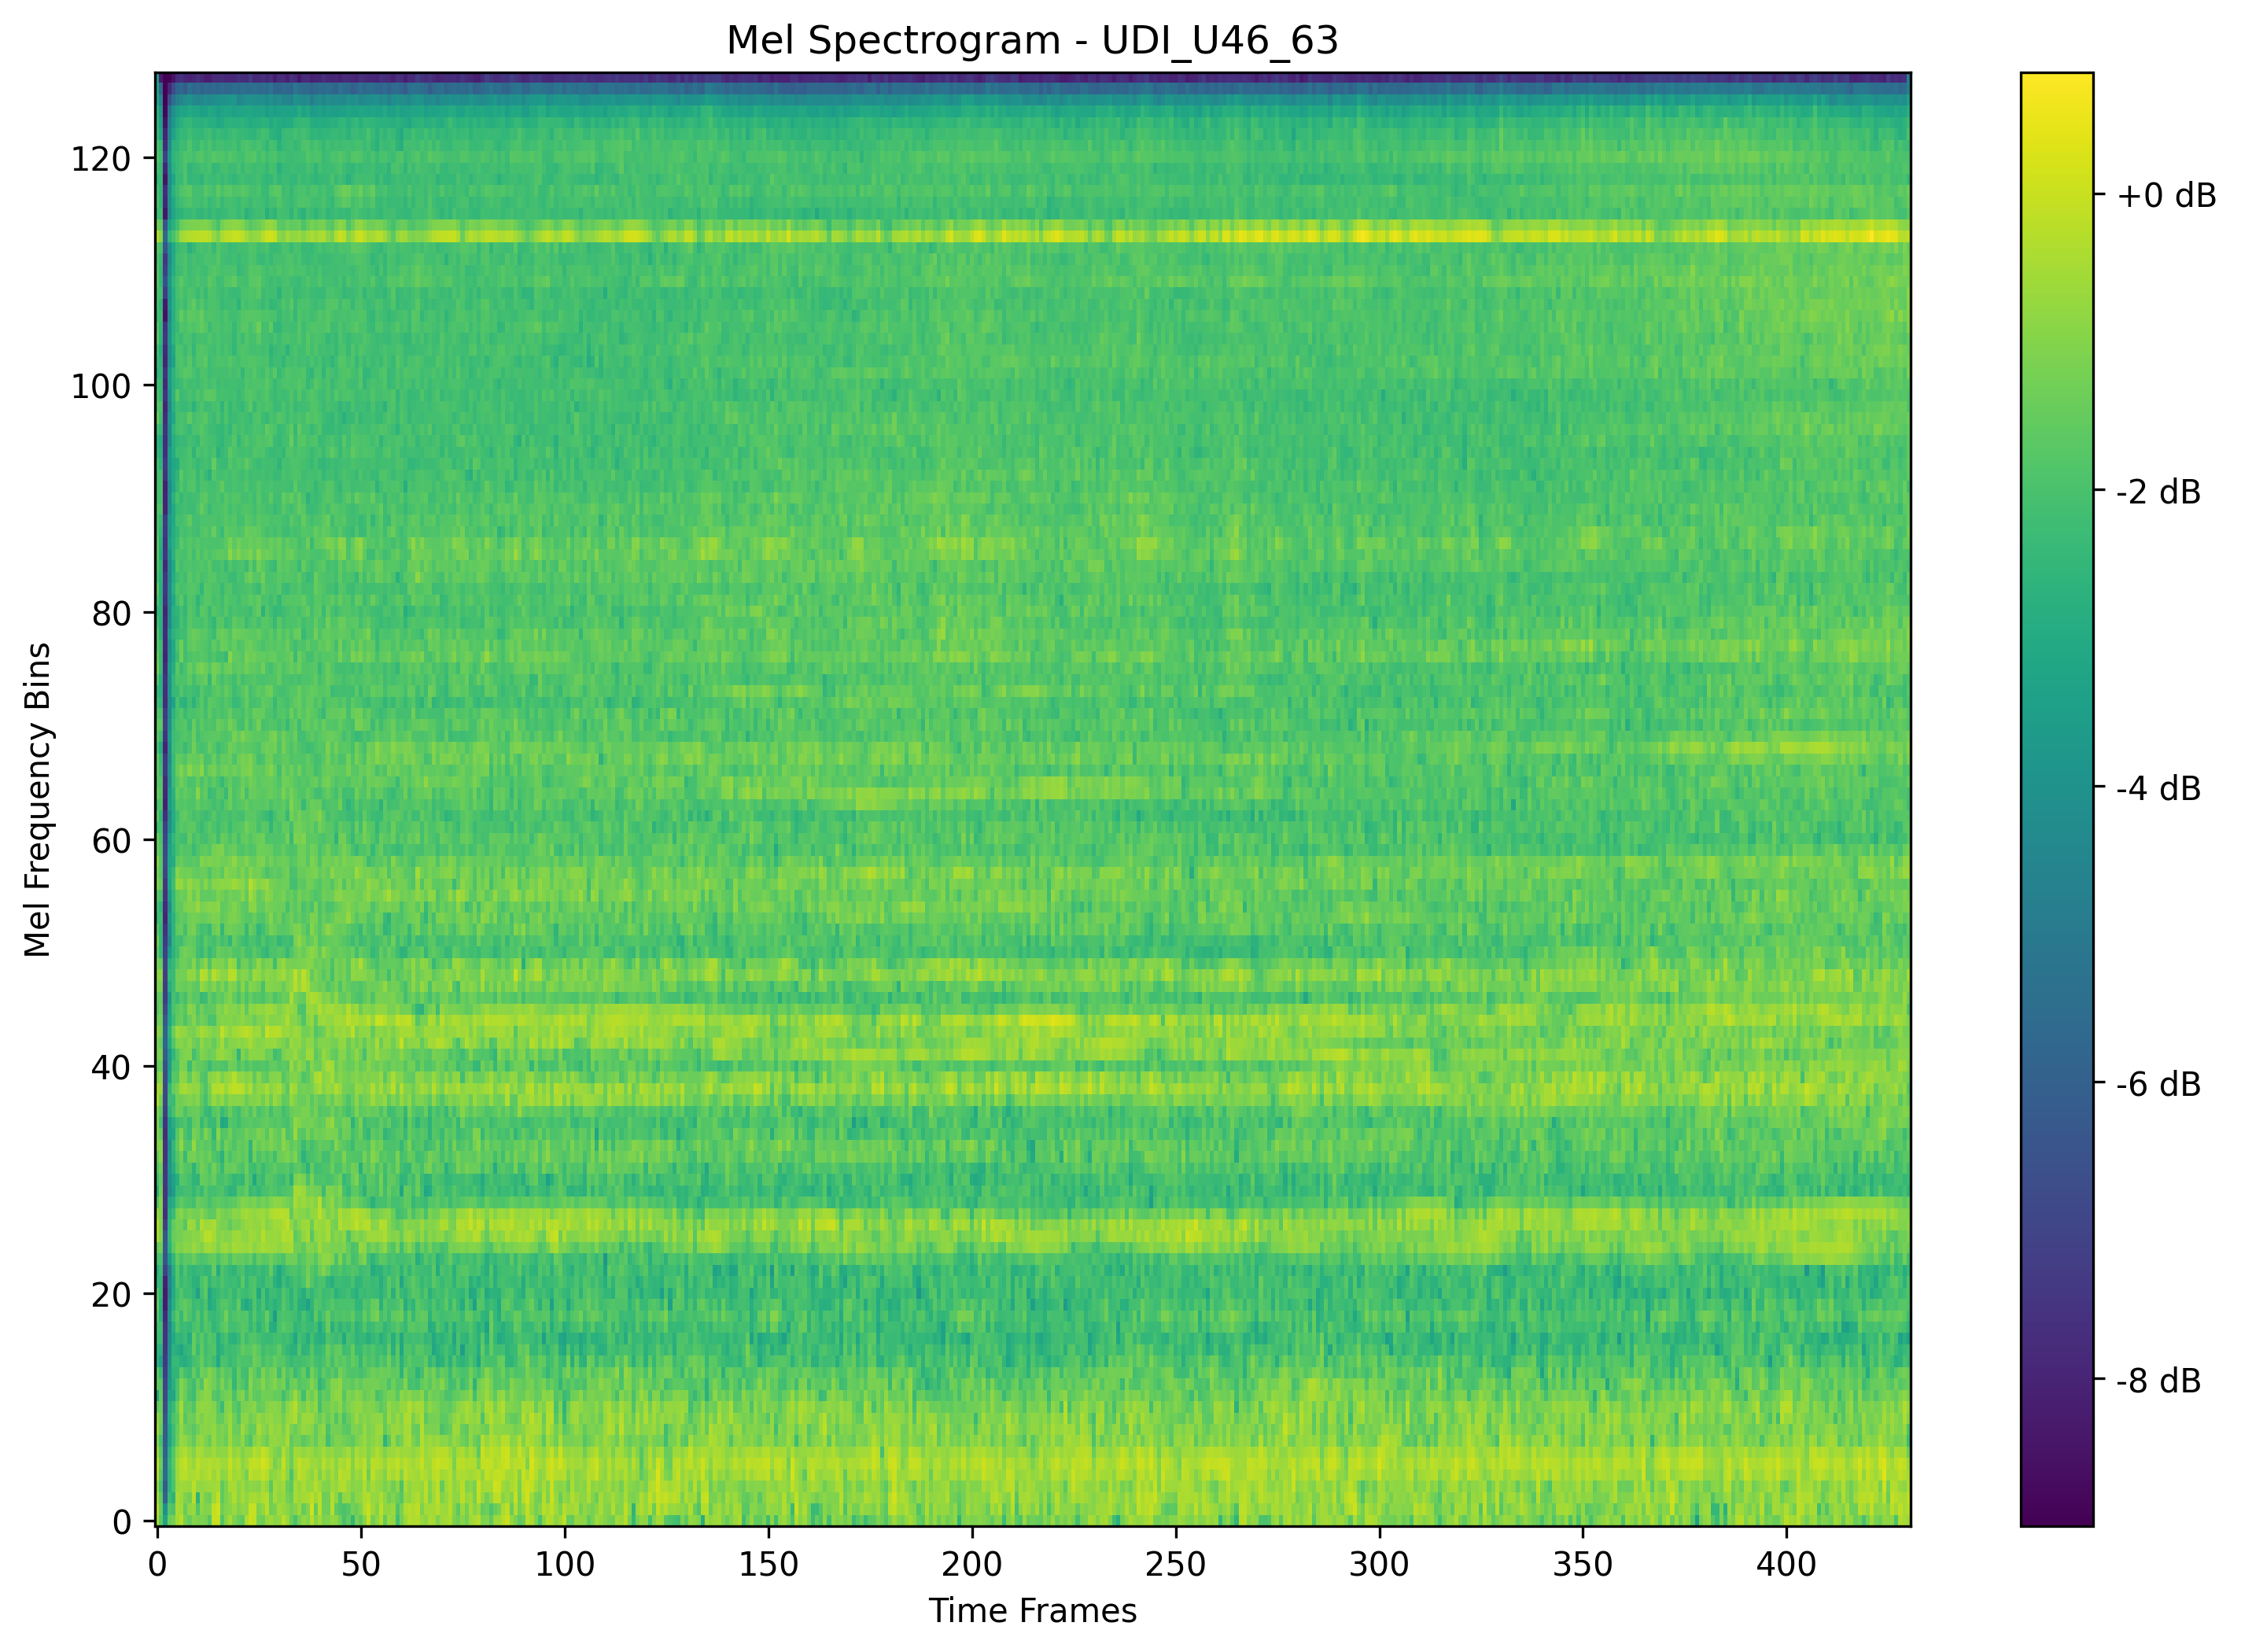 Mel Spectrogram - UDI_U46_63
Mel Frequency Bins
120
100
80
60
40
20
0
0 50 100 150 200 250 300 350 400
Time Frames
+0 dB
-2 dB
-4 dB
-6 dB
-8 dB